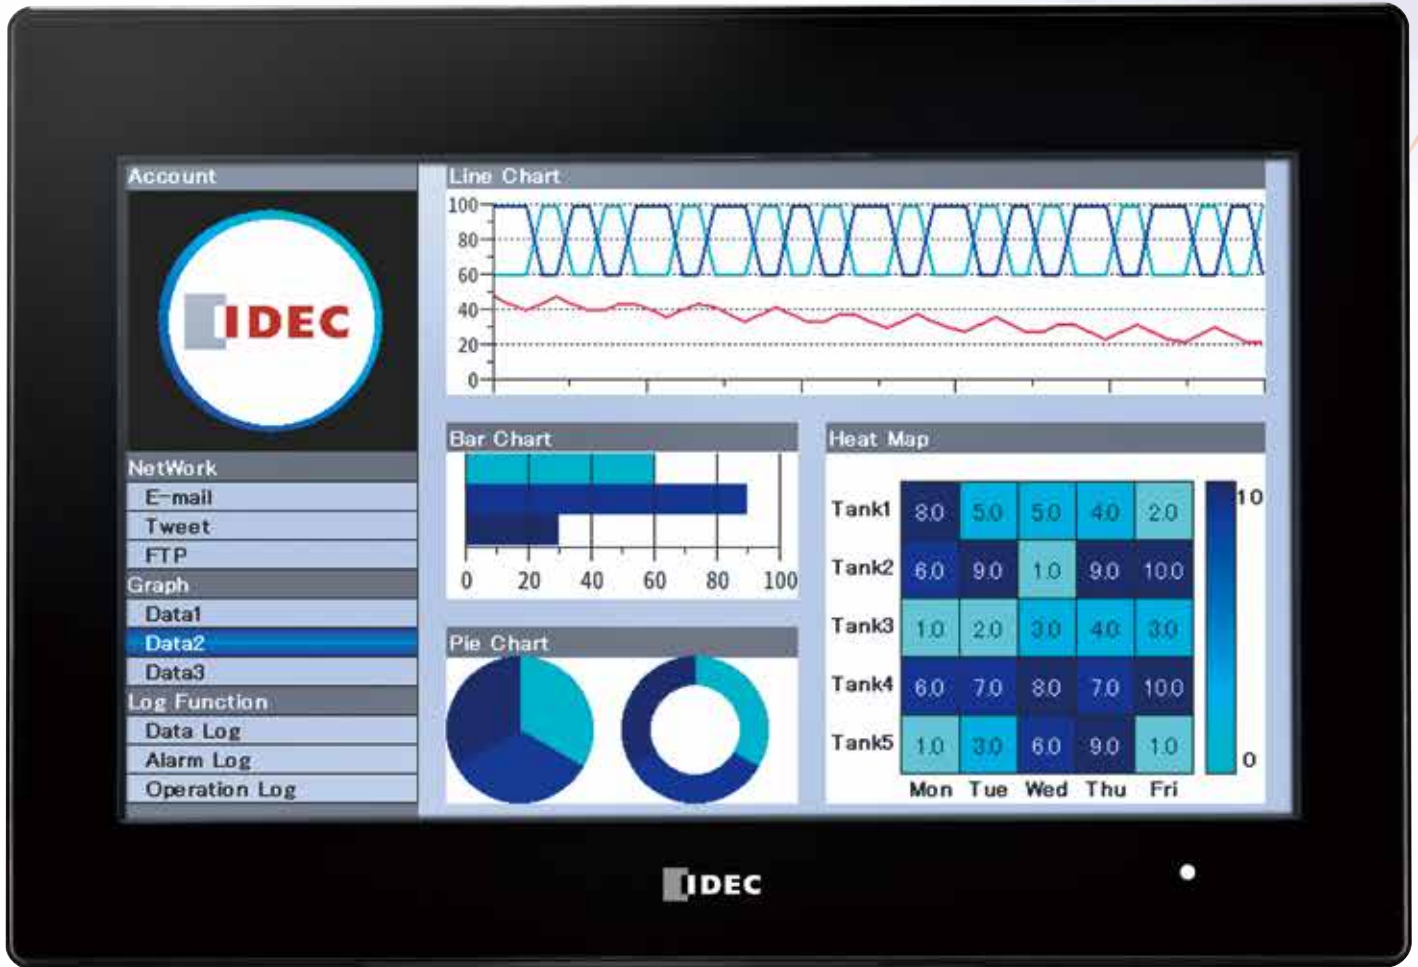 Account
IDEC
NetWork
E-mail
Tweet
FTP
Graph
Data1
Data2
Data3
Log Function
Data Log
Alarm Log
Operation Log
Line Chart
100
80
60
40
20
0
Bar Chart
0 20 40 60 80 100
Pie Chart
Heat Map
Tank1 8.0 5.0 5.0 4.0 2.0
Tank2 6.0 9.0 1.0 9.0 10.0
Tank3 1.0 2.0 3.0 4.0 3.0
Tank4 6.0 7.0 8.0 7.0 10.0
Tank5 1.0 3.0 6.0 9.0 1.0
Mon Tue Wed Thu Fri
10
0
IDEC